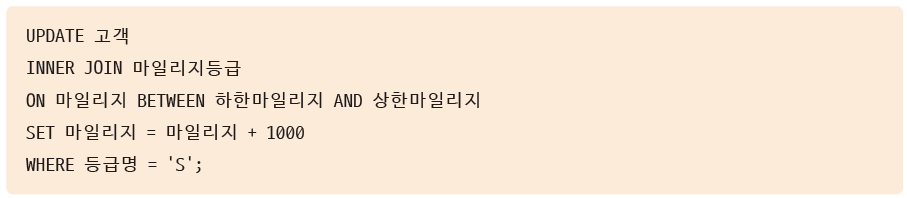 UPDATE 고객
INNER JOIN 마일리지등급
ON 마일리지 BETWEEN 하한마일리지 AND 상한마일리지
SET 마일리지 = 마일리지 + 1000
WHERE 등급명 = 'S';